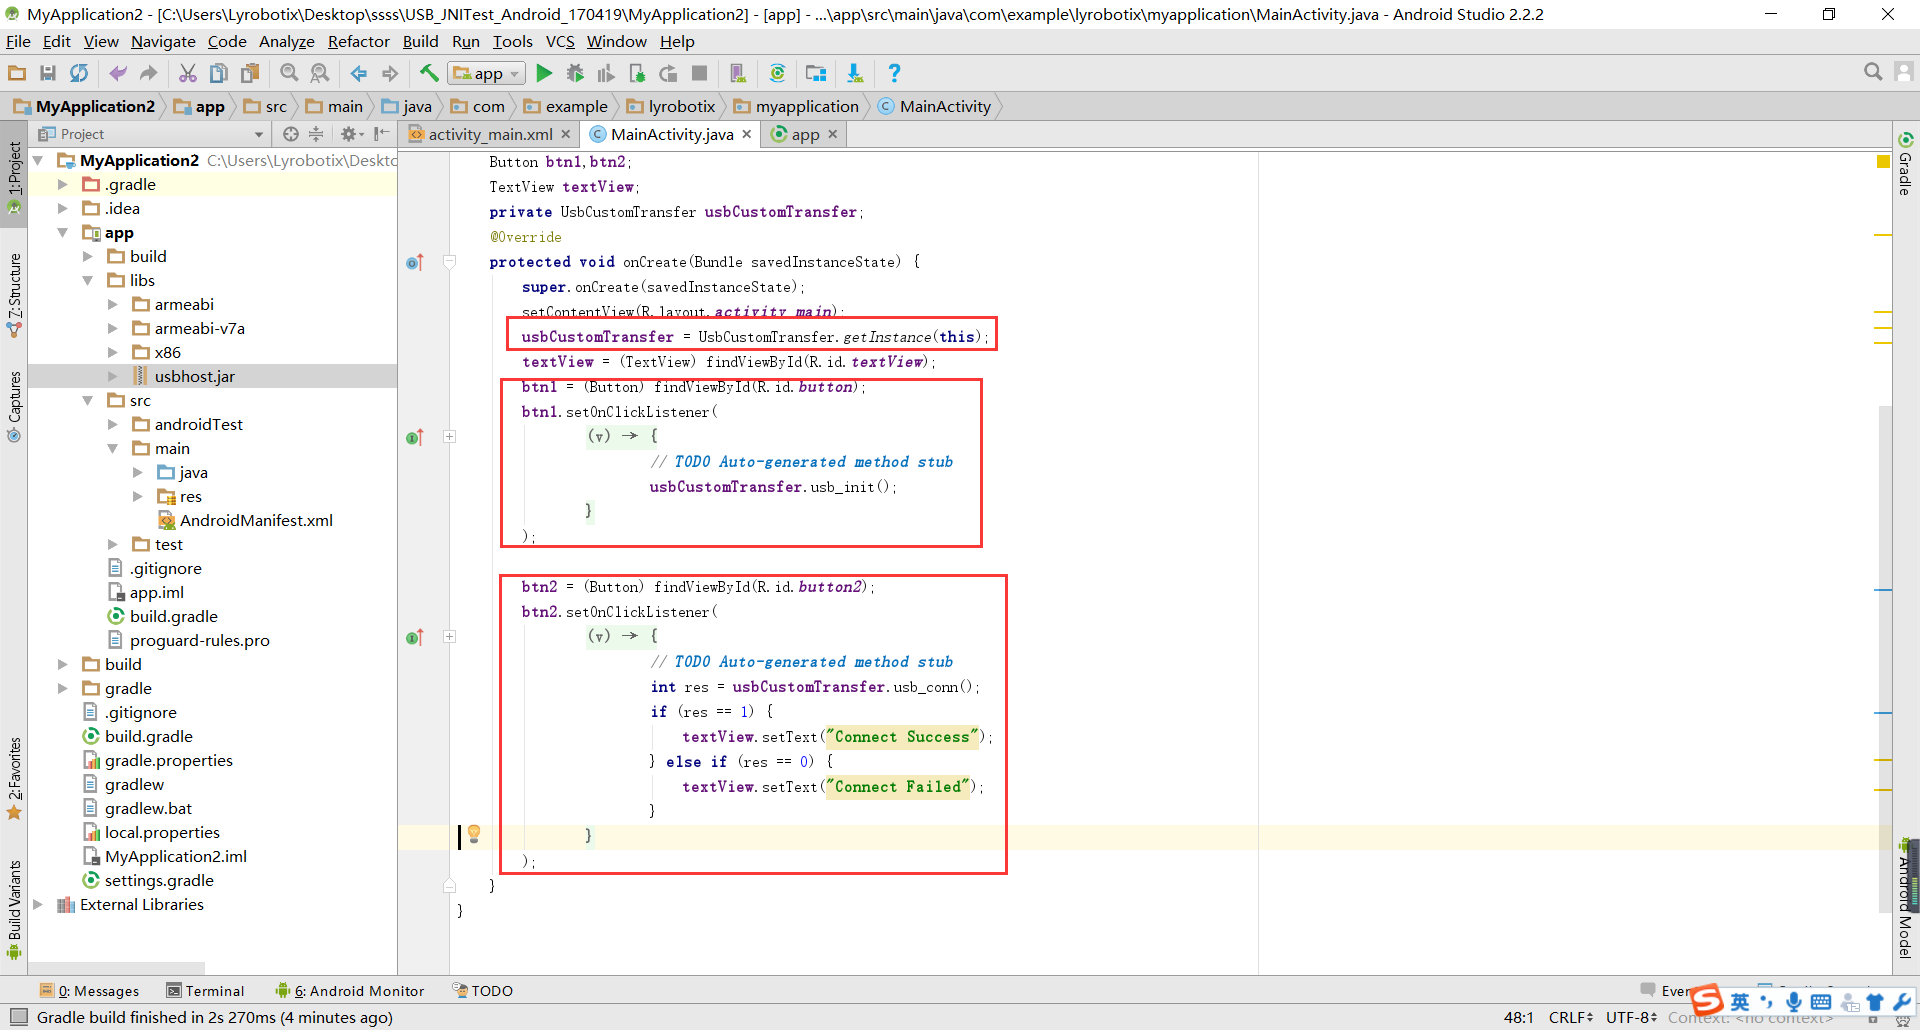 MyApplication2 - [C:\Users\Lyrobotix\Desktop\ssss\USB_JNITest_Android_170419\MyApplication2] - [app] - ...\app\src\main\java\com\example\lyrobotix\myapplication\MainActivity.java - Android Studio 2.2.2
File Edit View Navigate Code Analyze Refactor Build Run Tools VCS Window Help
app
MyApplication2 app src main java com example lyrobotix myapplication MainActivity
Project
activity_main.xml MainActivity.java app
1: Project
7: Structure
Captures
2: Favorites
Build Variants
MyApplication2 C:\Users\Lyrobotix\Deskto
.gradle
.idea
app
build
libs
armeabi
armeabi-v7a
x86
usbhost.jar
src
androidTest
main
java
res
AndroidManifest.xml
test
.gitignore
app.iml
build.gradle
proguard-rules.pro
build
gradle
.gitignore
build.gradle
gradle.properties
gradlew
gradlew.bat
local.properties
MyApplication2.iml
settings.gradle
External Libraries
Button btn1,btn2;
TextView textView;
private UsbCustomTransfer usbCustomTransfer;
@Override
protected void onCreate(Bundle savedInstanceState) {
super.onCreate(savedInstanceState);
setContentView(R.layout.activity_main);
usbCustomTransfer = UsbCustomTransfer.getInstance(this);
textView = (TextView) findViewById(R.id.textView);
btn1 = (Button) findViewById(R.id.button);
btn1.setOnClickListener(
(v) → {
// TODO Auto-generated method stub
usbCustomTransfer.usb_init();
}
);
btn2 = (Button) findViewById(R.id.button2);
btn2.setOnClickListener(
(v) → {
// TODO Auto-generated method stub
int res = usbCustomTransfer.usb_conn();
if (res == 1) {
textView.setText("Connect Success");
} else if (res == 0) {
textView.setText("Connect Failed");
}
}
);
}
}
Gradle
Android Model
0: Messages Terminal 6: Android Monitor TODO
英
Gradle build finished in 2s 270ms (4 minutes ago)
48:1 CRLF UTF-8 Context: <no context>